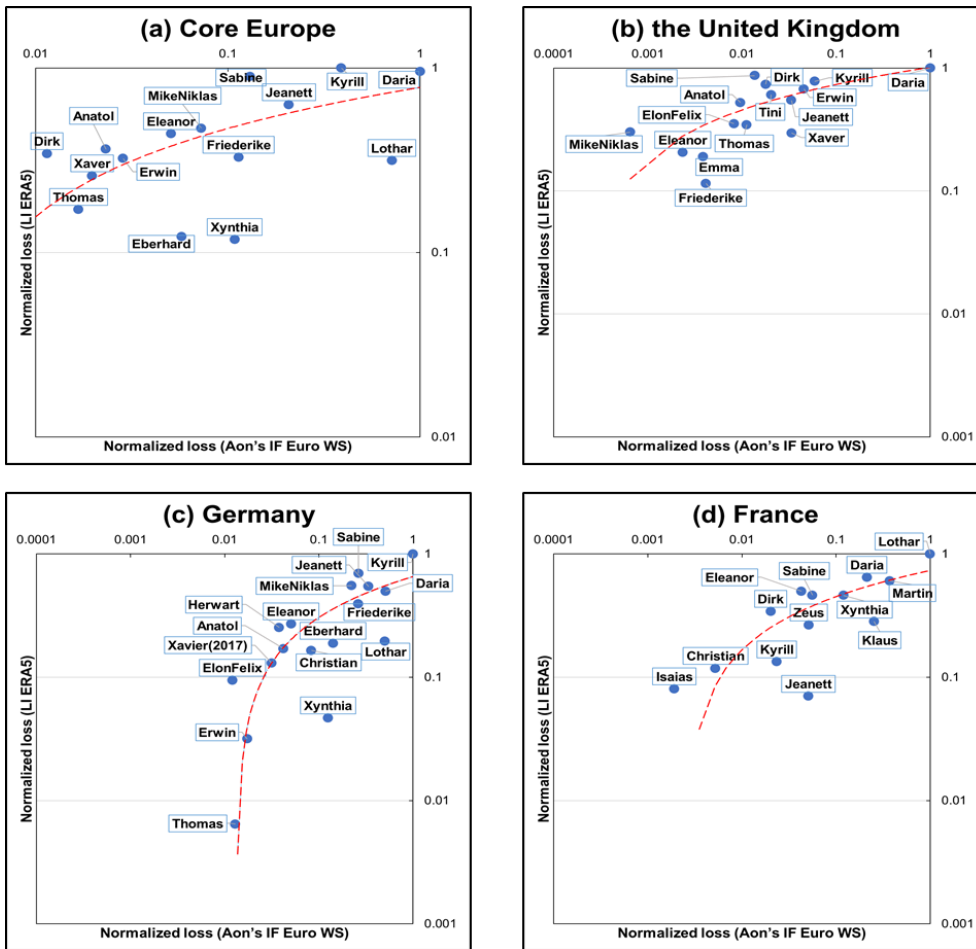 (a) Core Europe
0.01
0.1
1
Sabine
Kyrill
Daria
Jeanett
MikeNiklas
Anatol
Eleanor
Dirk
Friederike
Lothar
Xaver
Erwin
Thomas
Xynthia
Eberhard
0.1
0.01
Normalized loss (LI ERA5)
Normalized loss (Aon's IF Euro WS)
(b) the United Kingdom
0.0001
0.001
0.01
0.1
1
Sabine
Dirk
Kyrill
Daria
Anatol
Erwin
Tini
Jeanett
ElonFelix
MikeNiklas
Eleanor
Thomas
Xaver
Emma
Friederike
0.1
0.01
0.001
Normalized loss (LI ERA5)
Normalized loss (Aon's IF Euro WS)
(c) Germany
0.0001
0.01
0.1
1
Sabine
Jeanett
Kyrill
1
MikeNiklas
Daria
Herwart
Eleanor
Friederike
Anatol
Eberhard
Xavier(2017)
Christian
Lothar
ElonFelix
0.1
Xynthia
Erwin
Thomas
0.01
0.001
Normalized loss (LI ERA5)
Normalized loss (Aon's IF Euro WS)
(d) France
0.0001
0.01
0.1
1
Lothar
1
Daria
Eleanor
Sabine
Martin
Dirk
Zeus
Xynthia
Klaus
Christian
Kyrill
Isaias
Jeanett
0.1
0.01
0.001
Normalized loss (LI ERA5)
Normalized loss (Aon's IF Euro WS)